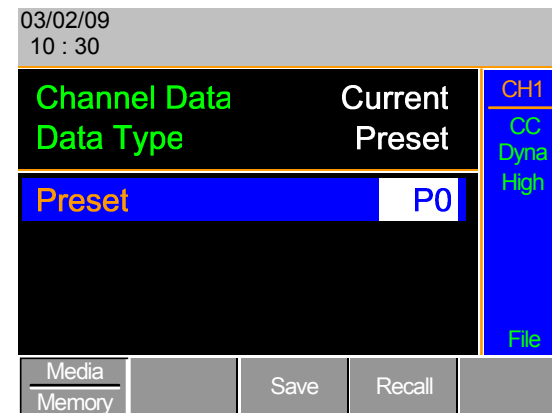 03/02/09
10 : 30
Channel Data Current
Data Type Preset
Preset P0
CH1
CC
Dyna
High
File
Media
Memory
Save
Recall